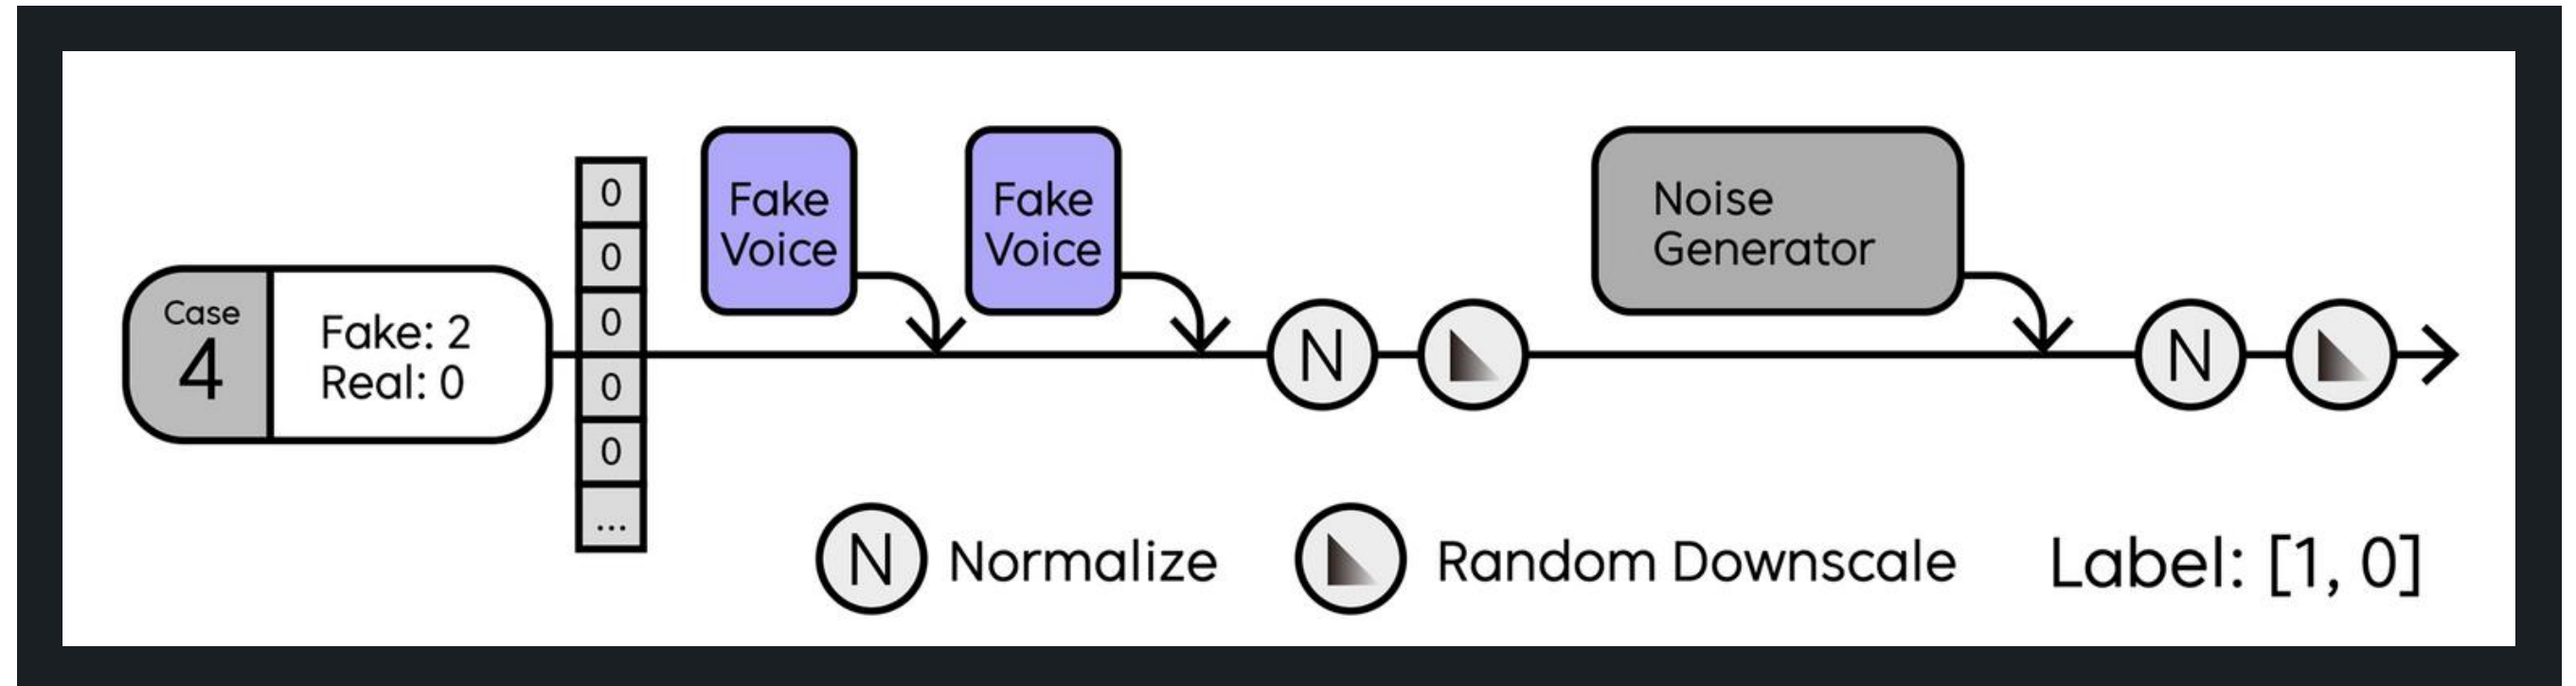 Case
4
Fake: 2
Real: 0
0
0
0
0
0
...
Fake
Voice
Fake
Voice
N
Noise
Generator
N
N Normalize
Random Downscale
Label: [1, 0]